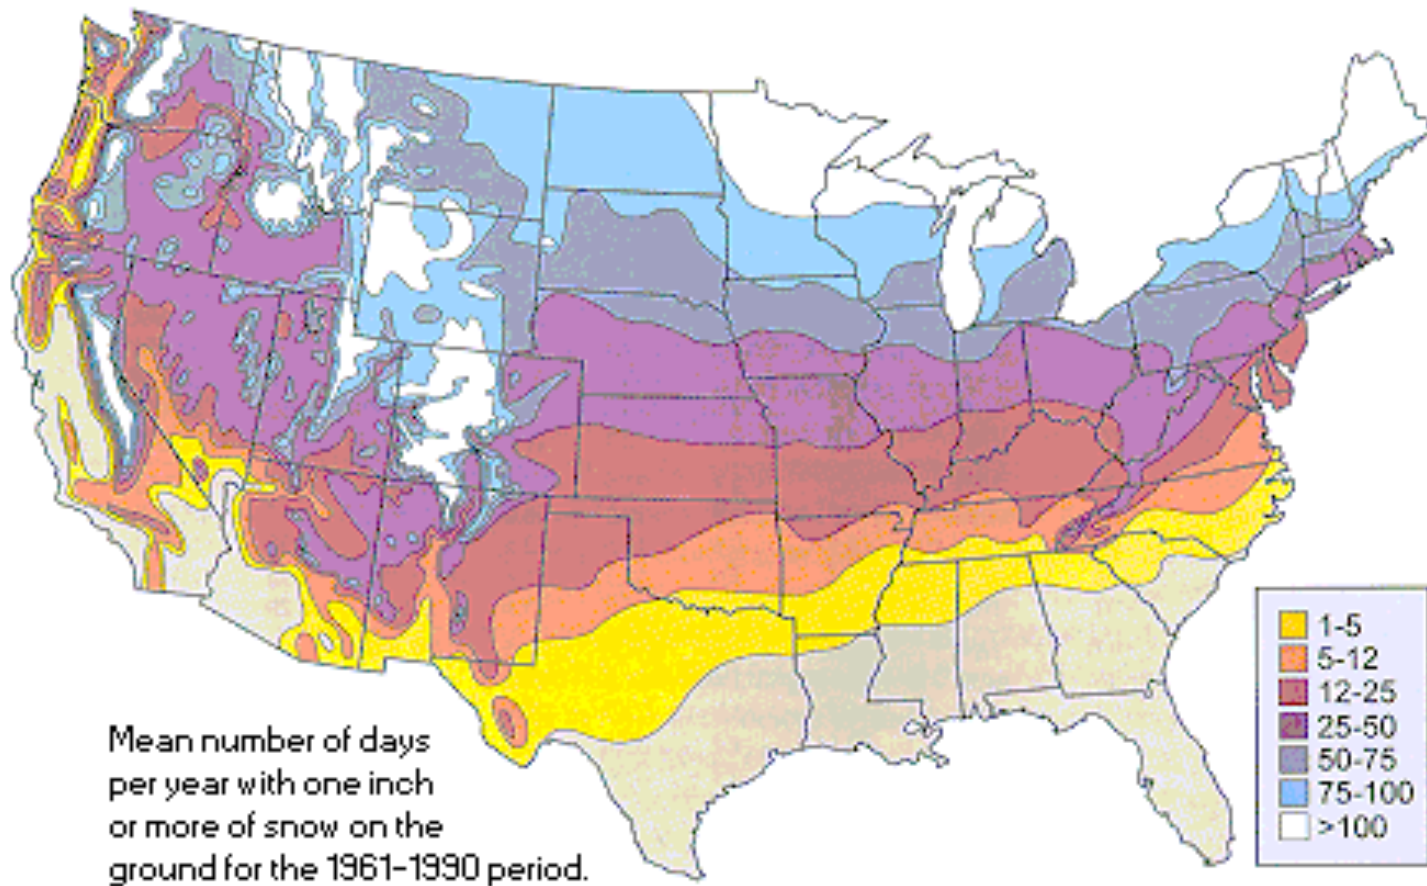 Mean number of days
per year with one inch
or more of snow on the
ground for the 1961-1990 period.
1-5
5-12
12-25
25-50
50-75
75-100
>100